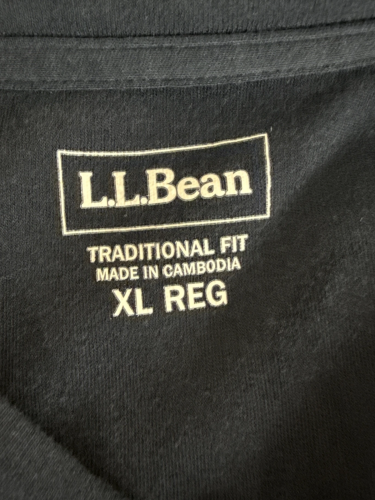 L.L.Bean
TRADITIONAL FIT
MADE IN CAMBODIA
XL REG